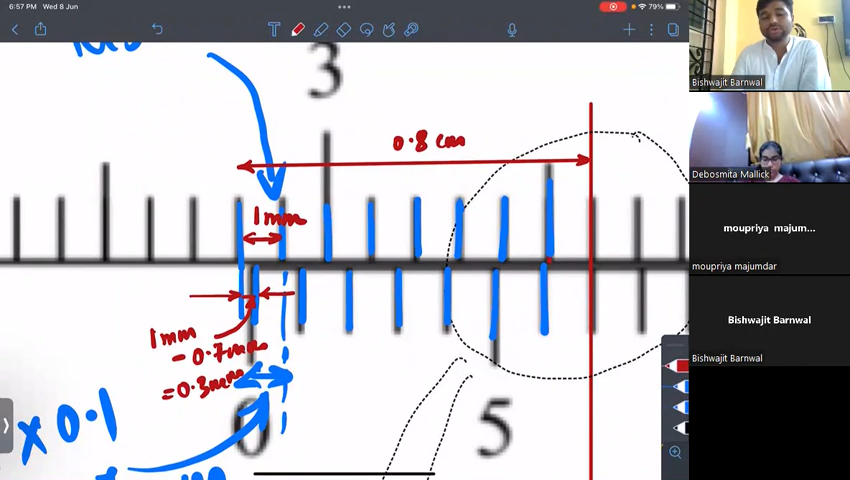 6:57 PM Wed 8 Jun
79%
3
0.8 cm
1mm
1mm
- 0.7mm
= 0.3mm
0
5
x 0.1
Bishwajit Barnwal
Debosmita Mallick
moupriya majum...
moupriya majumdar
Bishwajit Barnwal
Bishwajit Barnwal